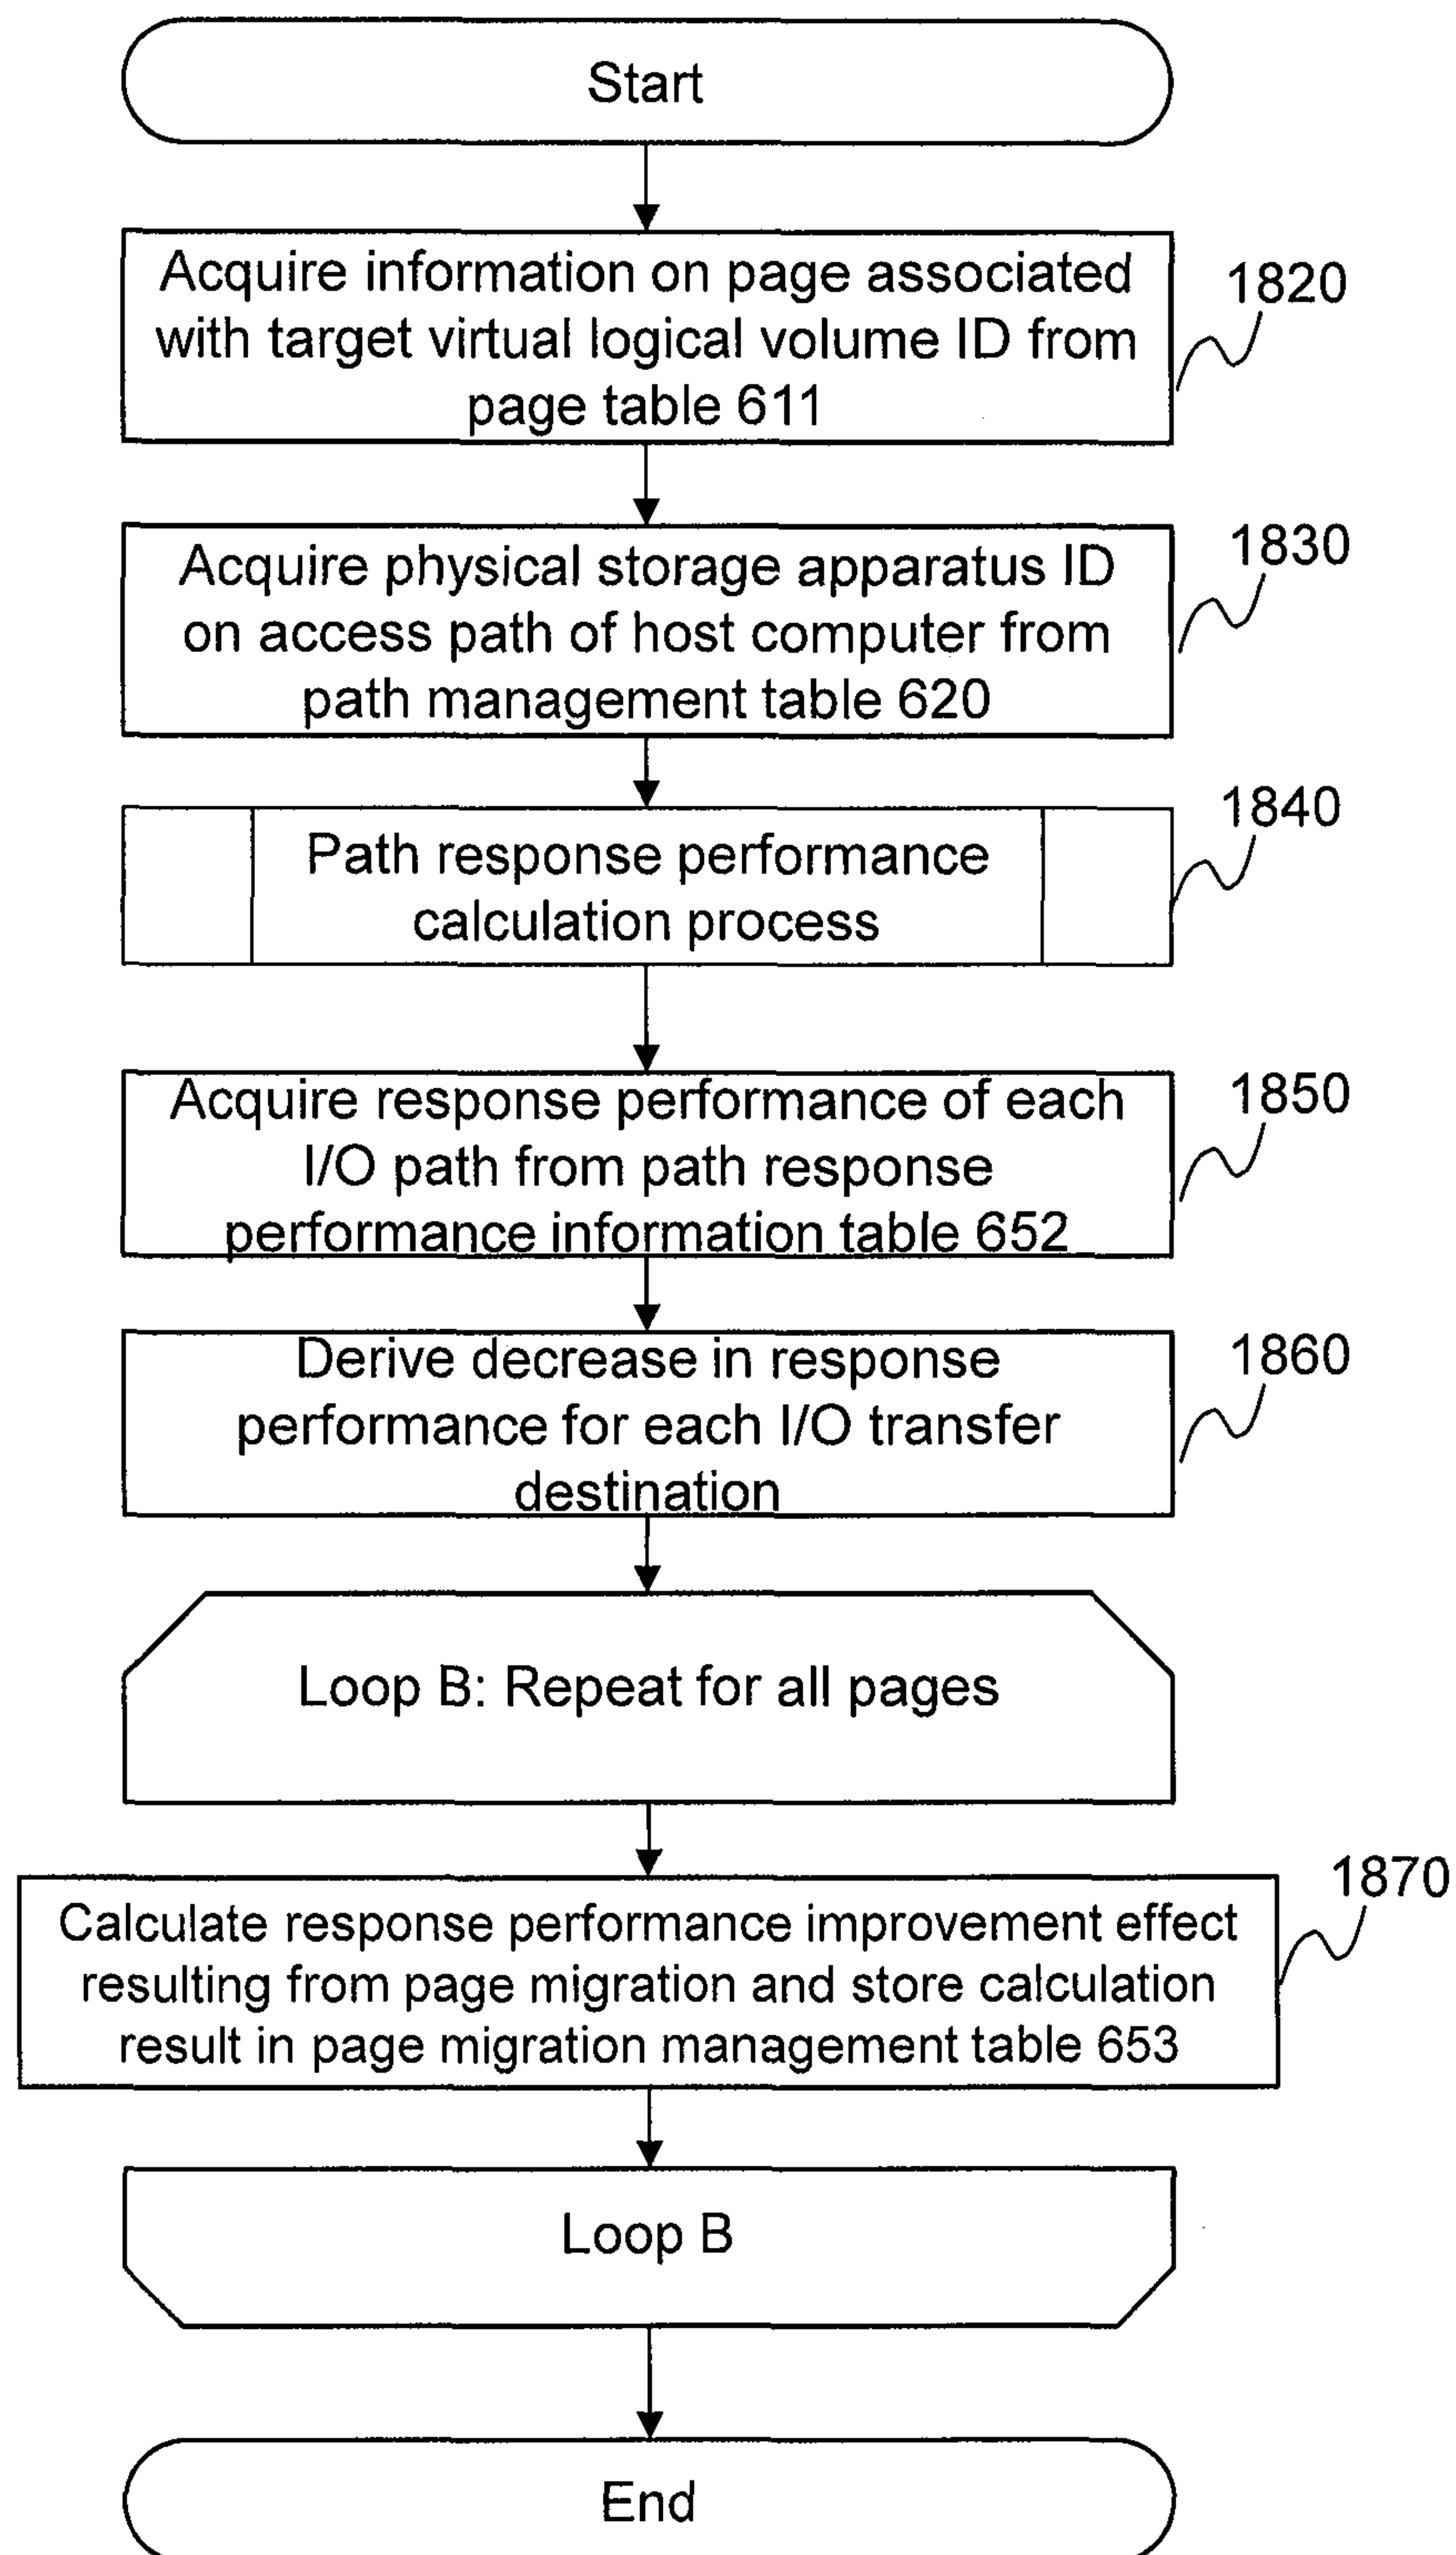 Start
Acquire information on page associated
with target virtual logical volume ID from
page table 611
1820
Acquire physical storage apparatus ID
on access path of host computer from
path management table 620
1830
Path response performance
calculation process
1840
Acquire response performance of each
I/O path from path response
performance information table 652
1850
Derive decrease in response
performance for each I/O transfer
destination
1860
Loop B: Repeat for all pages
Calculate response performance improvement effect
resulting from page migration and store calculation
result in page migration management table 653
1870
Loop B
End